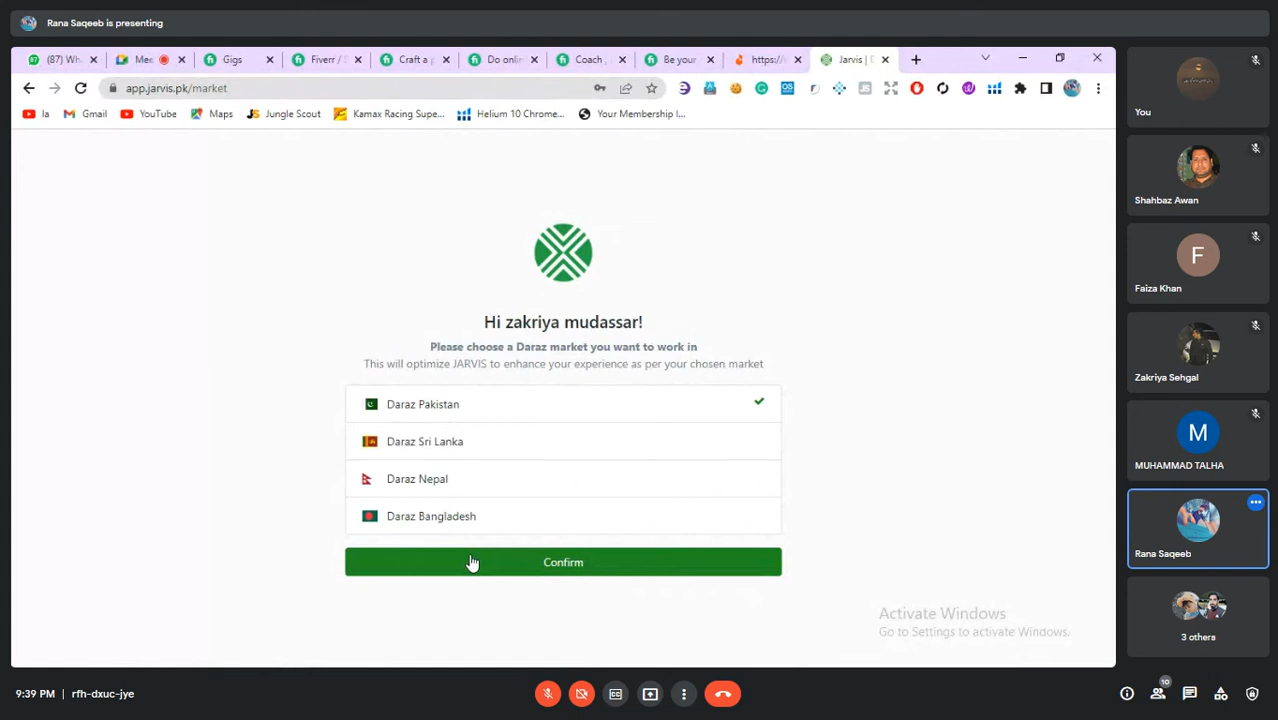 Rana Saqeeb is presenting
(87) Wh
Mee
Gigs
Fiverr / S
Craft a p
Do onli
Coach,
Be your
https://
Jarvis | D
app.jarvis.pk/market
la
Gmail
YouTube
Maps
Jungle Scout
Kamax Racing Supe...
Helium 10 Chrome...
Your Membership I...
Hi zakriya mudassar!
Please choose a Daraz market you want to work in
This will optimize JARVIS to enhance your experience as per your chosen market
Daraz Pakistan
Daraz Sri Lanka
Daraz Nepal
Daraz Bangladesh
Confirm
Activate Windows
Go to Settings to activate Windows.
You
Shahbaz Awan
F
Faiza Khan
Zakriya Sehgal
M
MUHAMMAD TALHA
Rana Saqeeb
3 others
9:39 PM | rfh-dxuc-jye
10